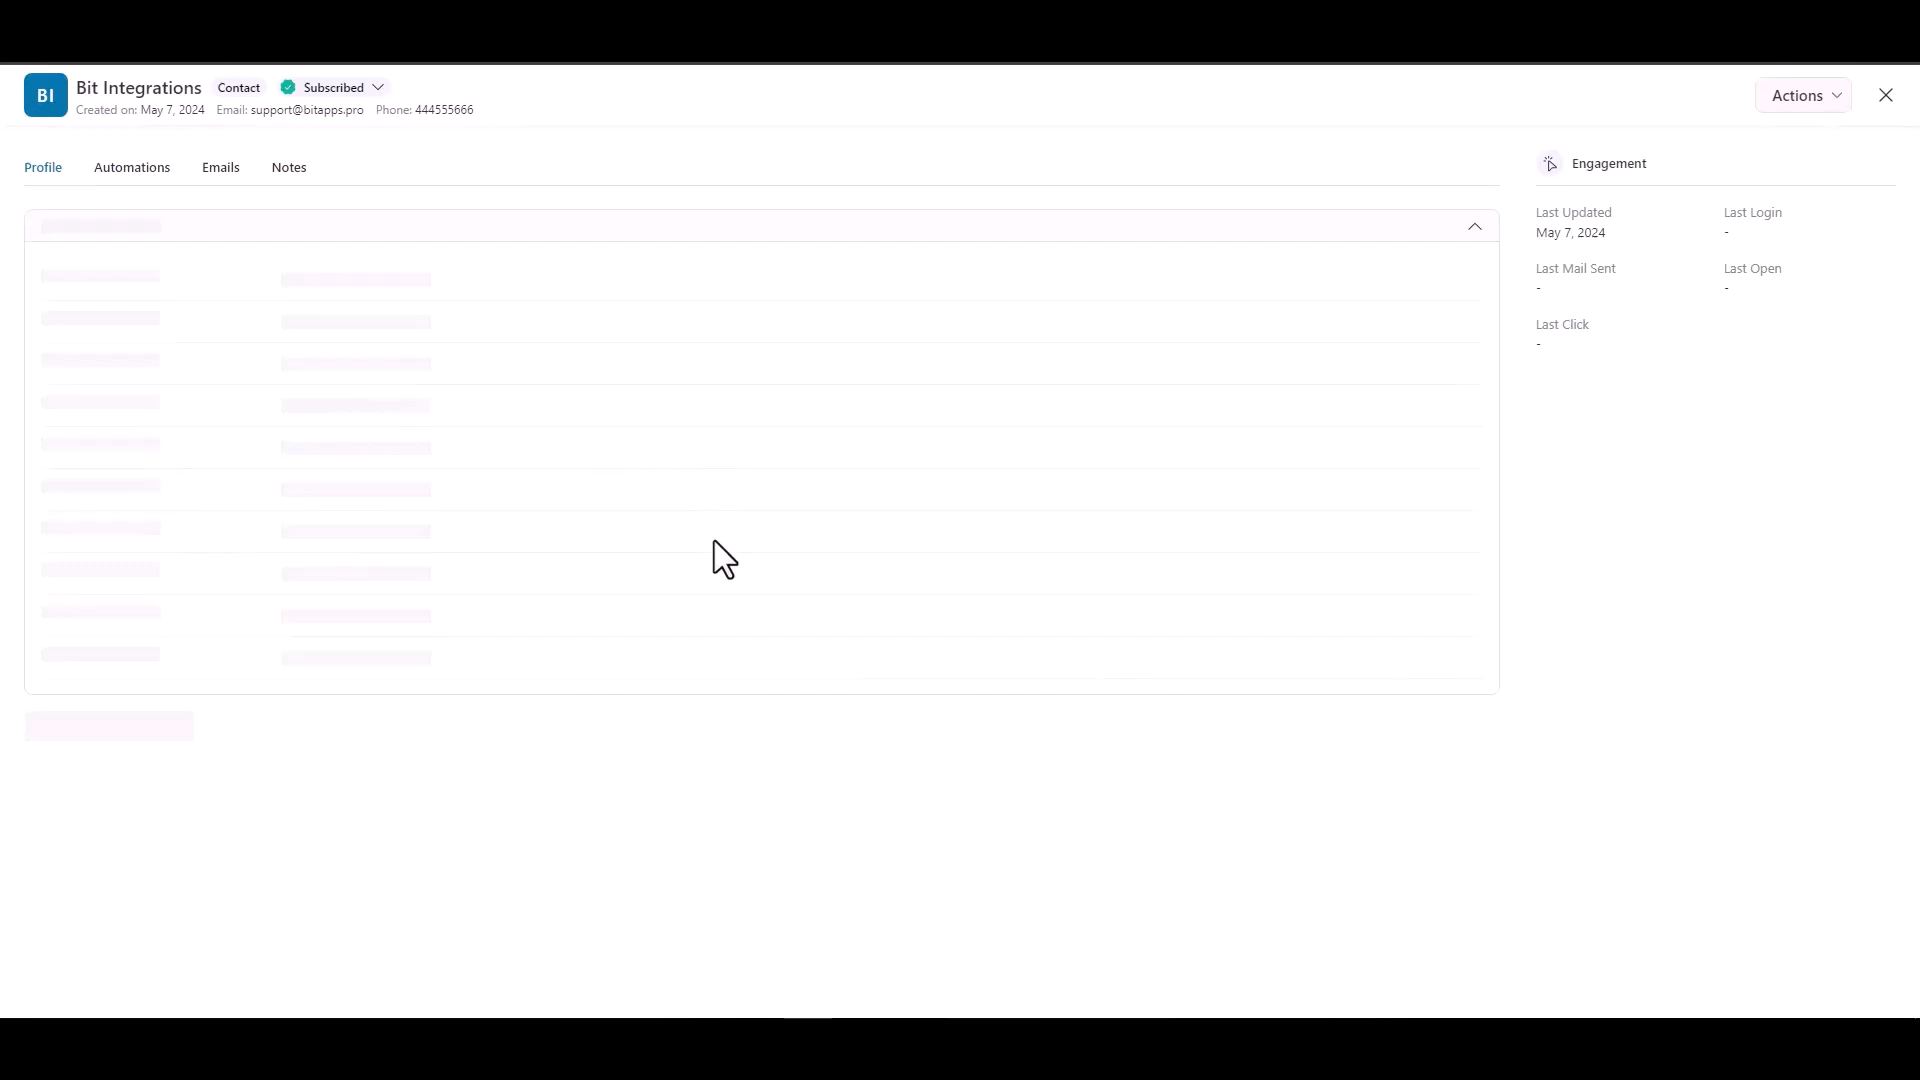 BI
Bit Integrations Contact Subscribed
Created on: May 7, 2024 Email: support@bitapps.pro Phone: 444555666
Actions
Profile Automations Emails Notes
Engagement
Last Updated Last Login
May 7, 2024 -
Last Mail Sent Last Open
- -
Last Click
-